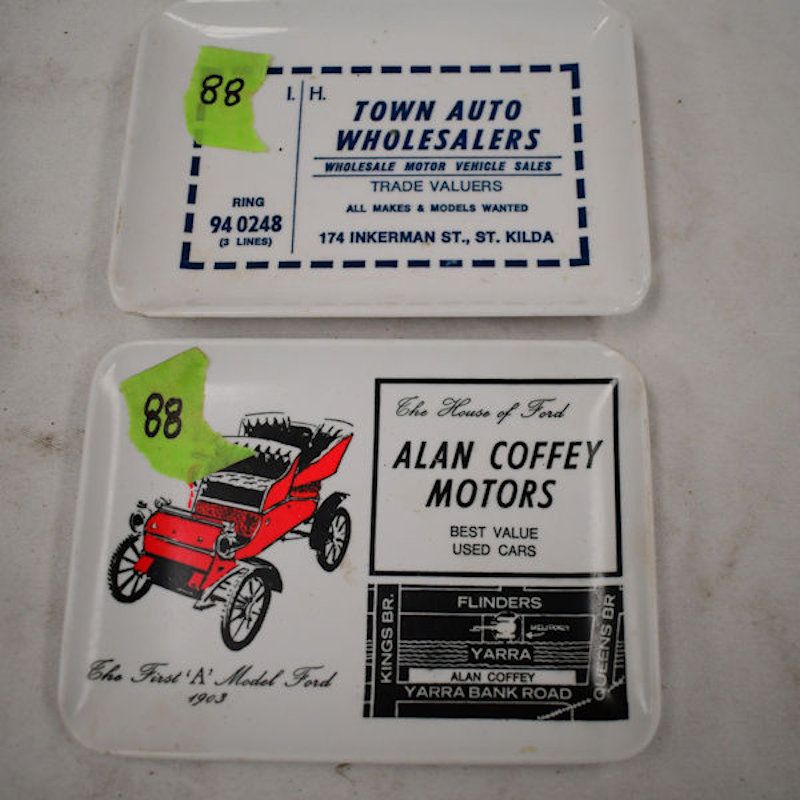 88
I. H.
TOWN AUTO
WHOLESALERS
WHOLESALE MOTOR VEHICLE SALES
TRADE VALUERS
ALL MAKES & MODELS WANTED
174 INKERMAN ST., ST. KILDA
RING
94 0248
(3 LINES)
88
The House of Ford
ALAN COFFEY
MOTORS
BEST VALUE
USED CARS
The First 'A' Model Ford
1903
KINGS BR.
FLINDERS
HELIPORT
YARRA
ALAN COFFEY
YARRA BANK ROAD
QUEENS BR